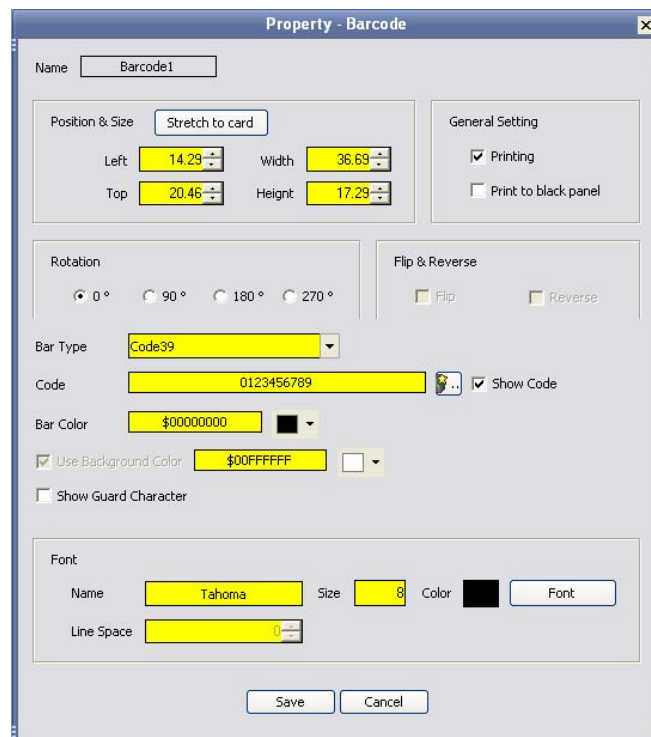 Property - Barcode
Name Barcode1
Position & Size Stretch to card General Setting
Left 14.29 Width 36.69 Printing
Top 20.46 Heignt 17.29 Print to black panel
Rotation Flip & Reverse
0 ° 90 ° 180 ° 270 ° Flip Reverse
Bar Type Code39
Code 0123456789 .. Show Code
Bar Color $00000000
Use Background Color $00FFFFFF
Show Guard Character
Font
Name Tahoma Size 8 Color Font
Line Space 0
Save Cancel